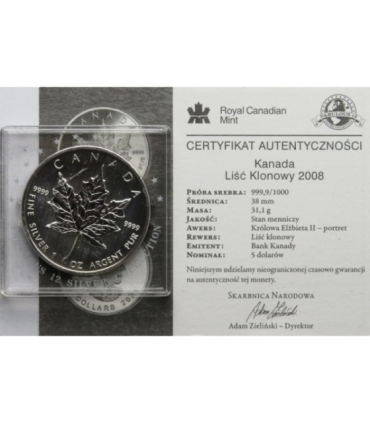 Royal Canadian
Mint
CERTYFIKAT AUTENTYCZNOŚCI
Kanada
Liść Klonowy 2008
PRÓBA SREBRA: 999,9/1000
ŚREDNICA: 38 mm
MASA: 31,1 g
JAKOŚĆ: Stan menniczy
AWERS: Królowa Elżbieta II – portret
REWERS: Liść klonowy
EMITENT: Bank Kanady
NOMINAŁ: 5 dolarów
Niniejszym udzielamy nieograniczonej czasowo gwarancji
na autentyczność tej monety.
SKARBNICA NARODOWA
Adam Zieliński – Dyrektor
CANADA
9999
9999
FINE SILVER 1 OZ ARGENT PUR
DOLLARS